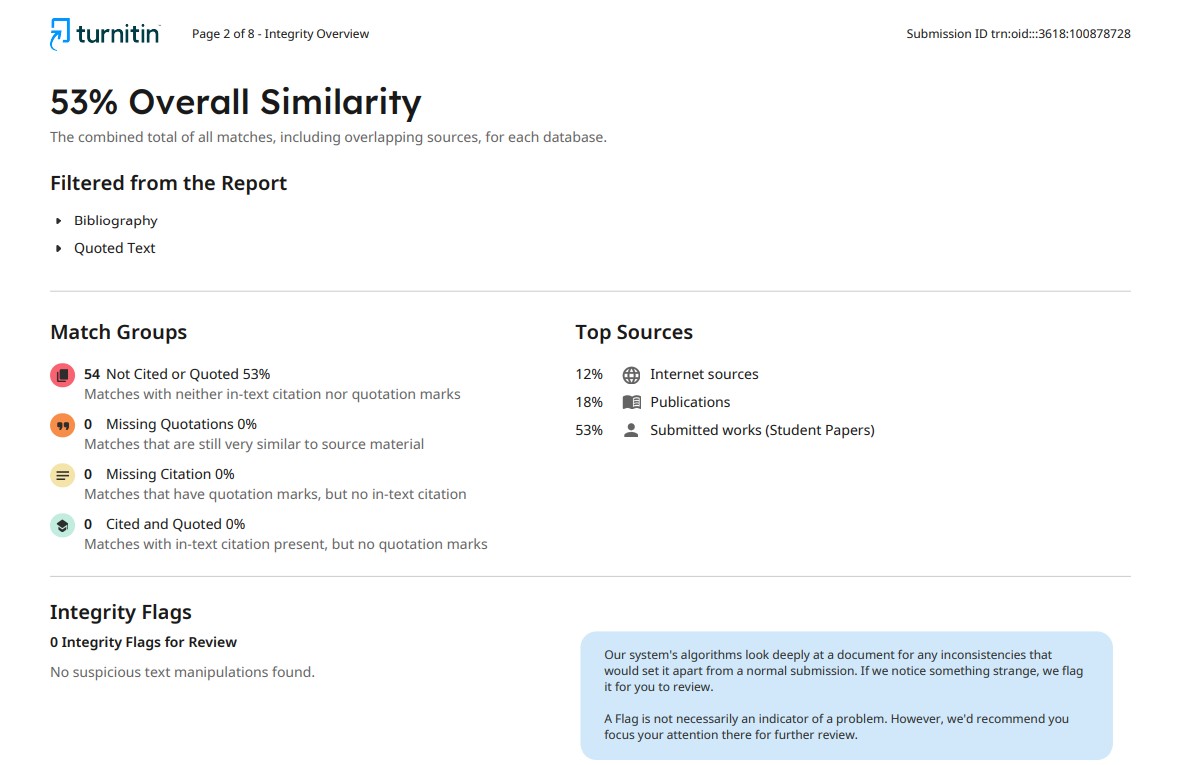 turnitin
Page 2 of 8 - Integrity Overview
Submission ID trn:oid:::3618:100878728
53% Overall Similarity
The combined total of all matches, including overlapping sources, for each database.
Filtered from the Report
Bibliography
Quoted Text
Match Groups
54 Not Cited or Quoted 53%
Matches with neither in-text citation nor quotation marks
0 Missing Quotations 0%
Matches that are still very similar to source material
0 Missing Citation 0%
Matches that have quotation marks, but no in-text citation
0 Cited and Quoted 0%
Matches with in-text citation present, but no quotation marks
Top Sources
12% Internet sources
18% Publications
53% Submitted works (Student Papers)
Integrity Flags
0 Integrity Flags for Review
No suspicious text manipulations found.
Our system's algorithms look deeply at a document for any inconsistencies that
would set it apart from a normal submission. If we notice something strange, we flag
it for you to review.
A Flag is not necessarily an indicator of a problem. However, we'd recommend you
focus your attention there for further review.